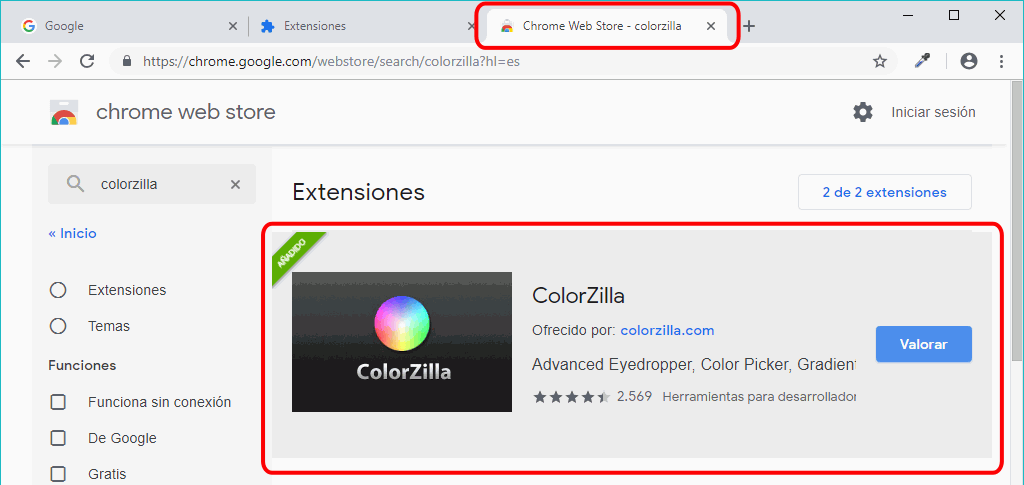 Google
Extensiones
Chrome Web Store - colorzilla
https://chrome.google.com/webstore/search/colorzilla?hl=es
chrome web store
Iniciar sesión
colorzilla
« Inicio
Extensiones
Temas
Funciones
Funciona sin conexión
De Google
Gratis
Extensiones
2 de 2 extensiones
AÑADIDO
ColorZilla
ColorZilla
Ofrecido por: colorzilla.com
Advanced Eyedropper, Color Picker, Gradient
2.569 Herramientas para desarrollador
Valorar